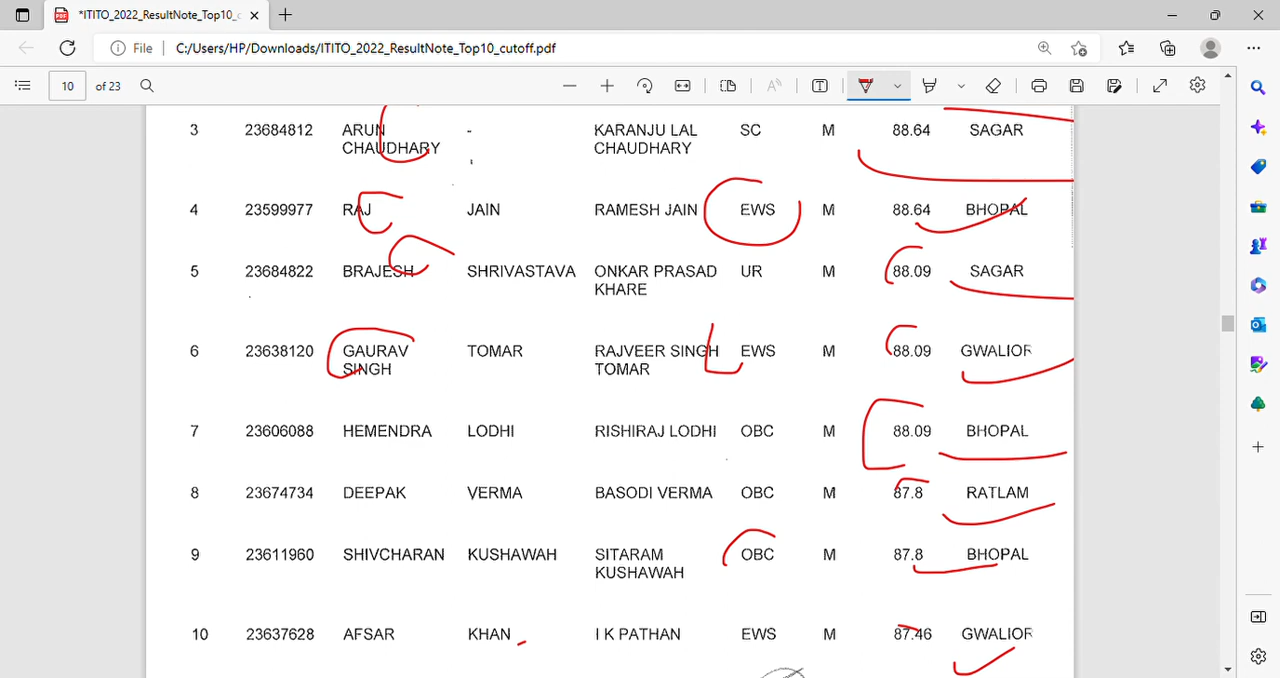 *ITITO_2022_ResultNote_Top10_c
File C:/Users/HP/Downloads/ITITO_2022_ResultNote_Top10_cutoff.pdf
10 of 23
3 23684812 ARUN - KARANJU LAL SC M 88.64 SAGAR
CHAUDHARY CHAUDHARY
4 23599977 RAJ JAIN RAMESH JAIN EWS M 88.64 BHOPAL
5 23684822 BRAJESH SHRIVASTAVA ONKAR PRASAD UR M 88.09 SAGAR
KHARE
6 23638120 GAURAV TOMAR RAJVEER SINGH EWS M 88.09 GWALIOR
SINGH TOMAR
7 23606088 HEMENDRA LODHI RISHIRAJ LODHI OBC M 88.09 BHOPAL
8 23674734 DEEPAK VERMA BASODI VERMA OBC M 87.8 RATLAM
9 23611960 SHIVCHARAN KUSHAWAH SITARAM OBC M 87.8 BHOPAL
KUSHAWAH
10 23637628 AFSAR KHAN I K PATHAN EWS M 87.46 GWALIOR